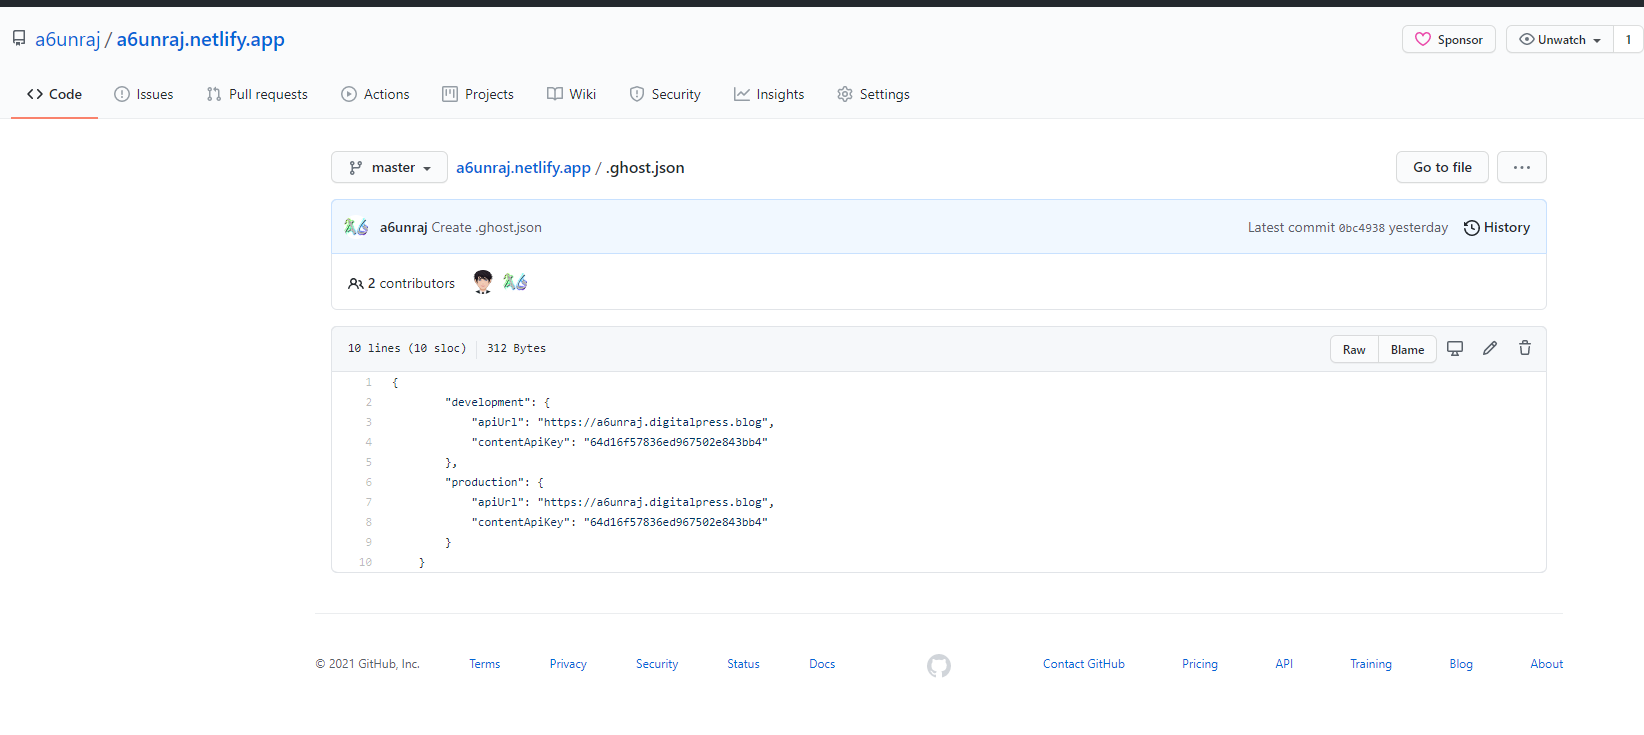 a6unraj / a6unraj.netlify.app
Sponsor
Unwatch
1
Code
Issues
Pull requests
Actions
Projects
Wiki
Security
Insights
Settings
master
a6unraj.netlify.app / .ghost.json
Go to file
...
a6unraj Create .ghost.json
Latest commit 0bc4938 yesterday
History
2 contributors
10 lines (10 sloc)
312 Bytes
Raw
Blame
1 {
2 "development": {
3 "apiUrl": "https://a6unraj.digitalpress.blog",
4 "contentApiKey": "64d16f57836ed967502e843bb4"
5 },
6 "production": {
7 "apiUrl": "https://a6unraj.digitalpress.blog",
8 "contentApiKey": "64d16f57836ed967502e843bb4"
9 }
10 }
© 2021 GitHub, Inc.
Terms
Privacy
Security
Status
Docs
Contact GitHub
Pricing
API
Training
Blog
About